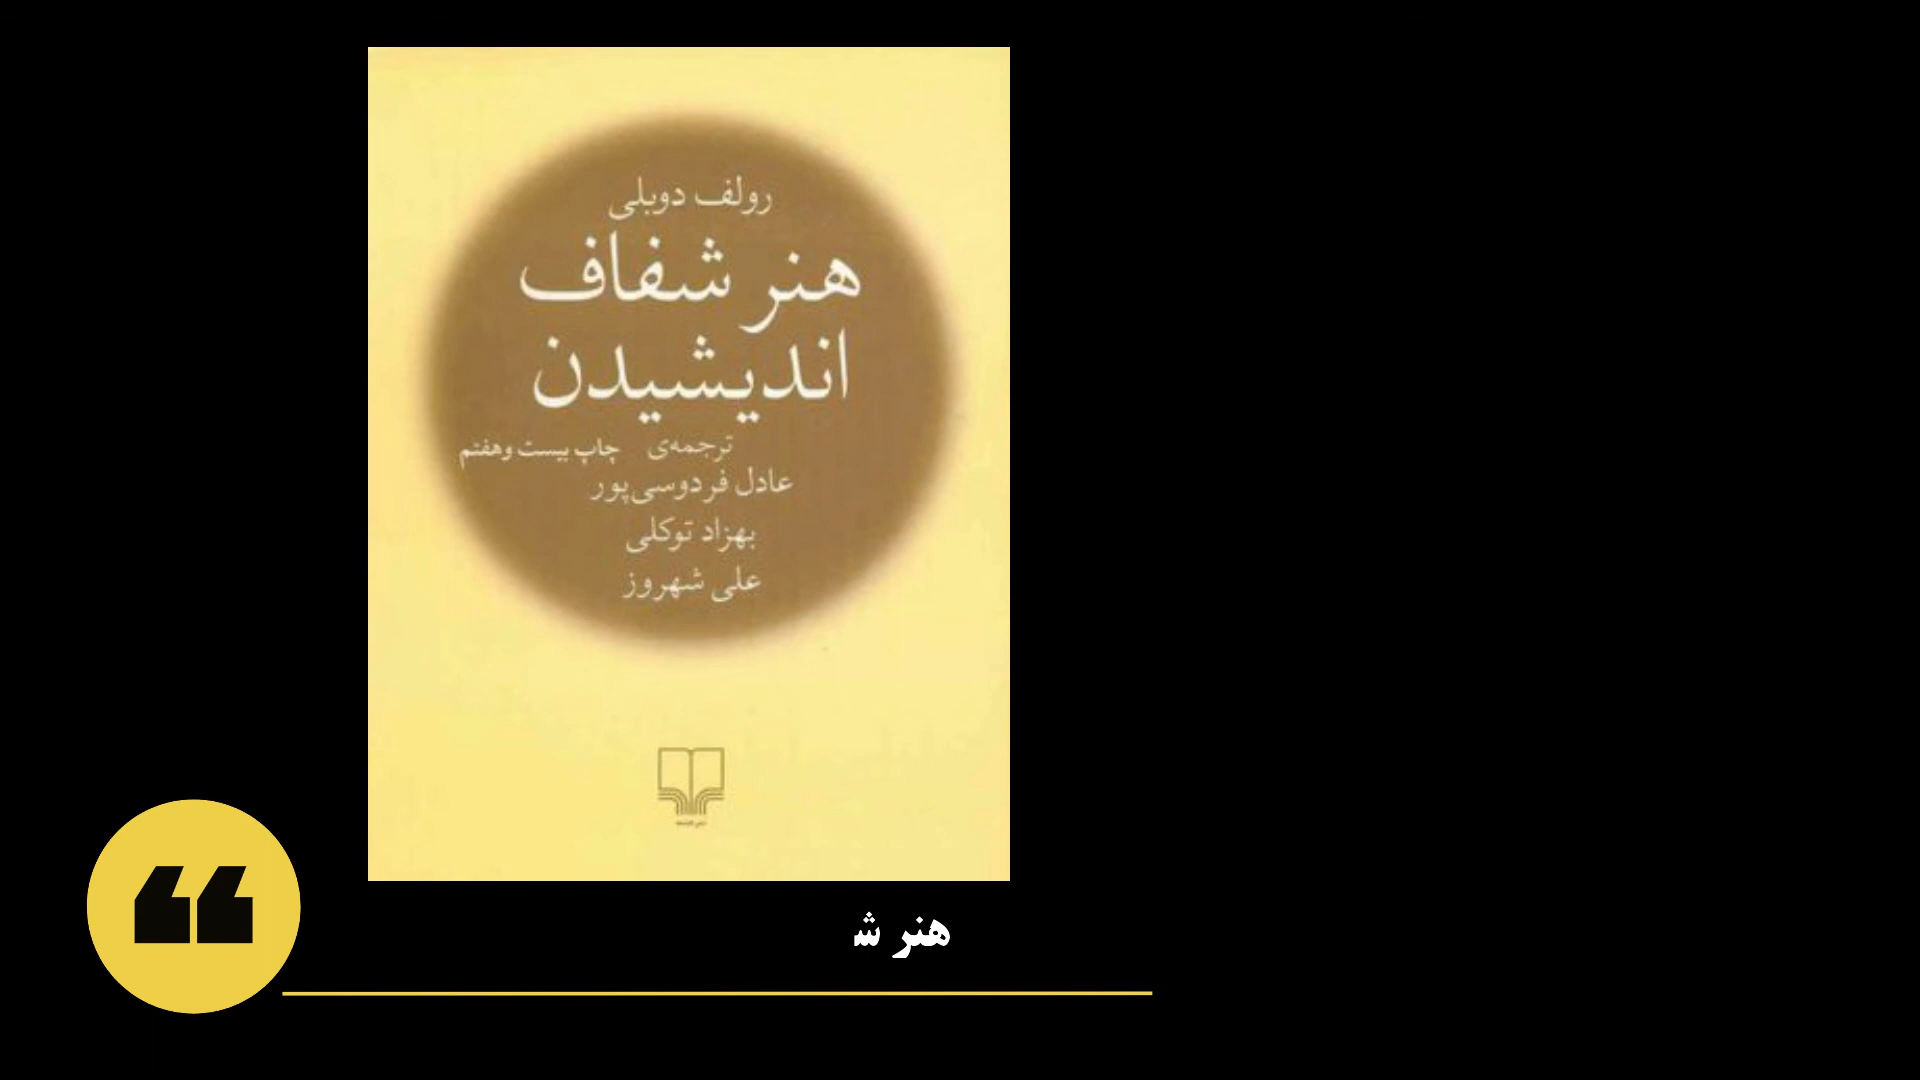 رولف دوبلی
هنر شفاف
اندیشیدن
ترجمه‌ی چاپ بیست وهفتم
عادل فردوسی‌پور
بهزاد توکلی
علی شهروز
هنر ش